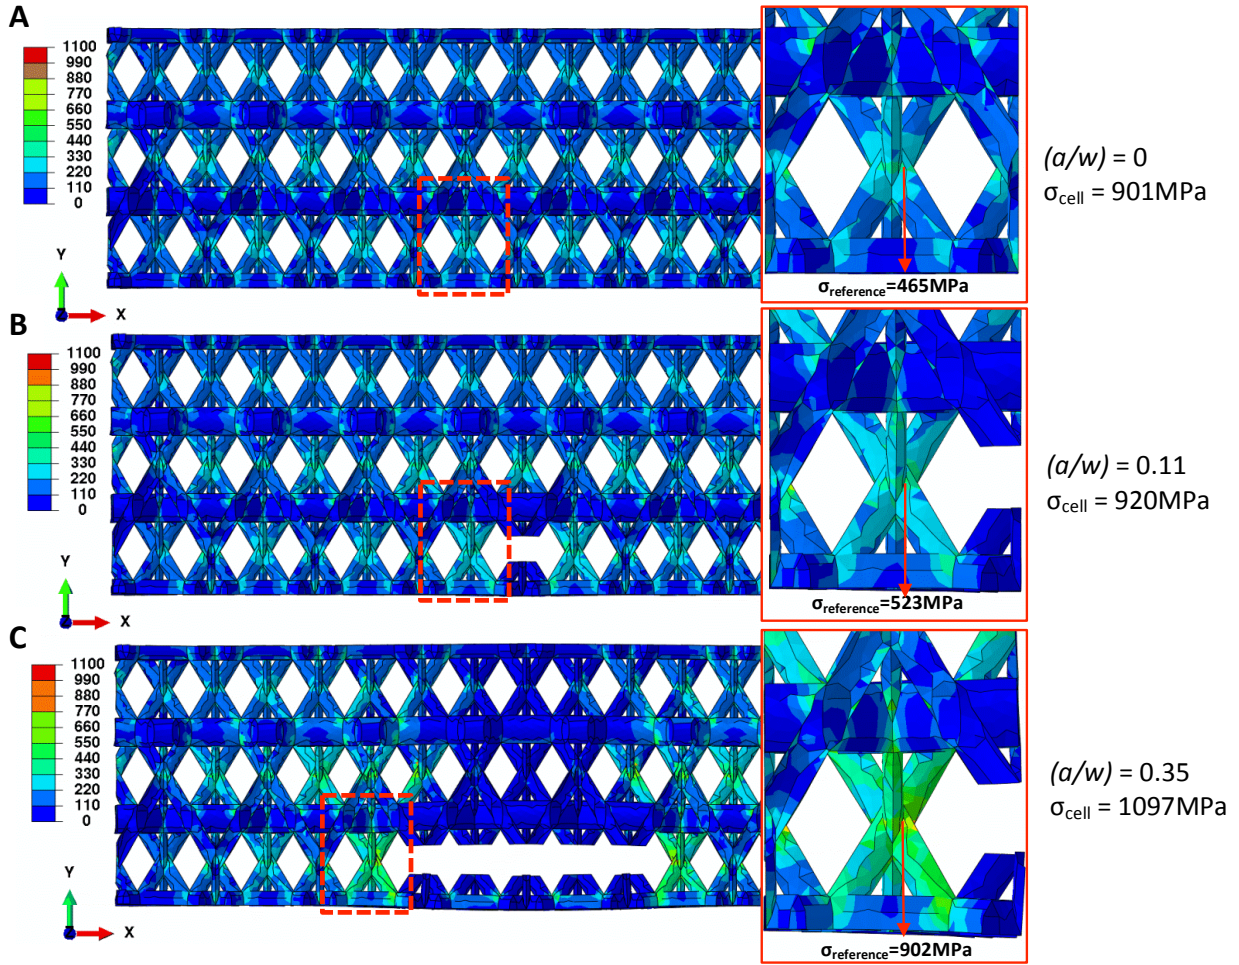 A
1100
990
880
770
660
550
440
330
220
110
0
Y
X
σreference=465MPa
(a/w) = 0
σcell = 901MPa
B
1100
990
880
770
660
550
440
330
220
110
0
Y
X
σreference=523MPa
(a/w) = 0.11
σcell = 920MPa
C
1100
990
880
770
660
550
440
330
220
110
0
Y
X
σreference=902MPa
(a/w) = 0.35
σcell = 1097MPa